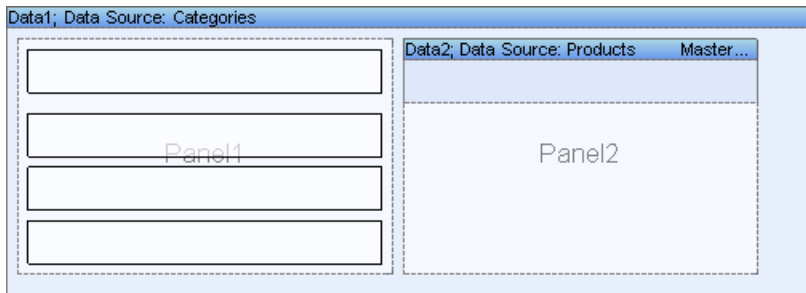 Data1; Data Source: Categories
Data2; Data Source: Products Master...
Panel1
Panel2